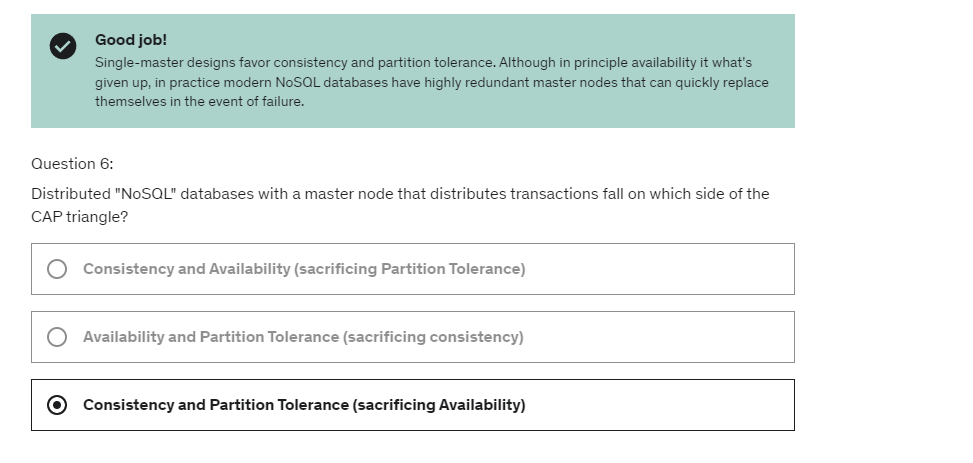 Good job!
Single-master designs favor consistency and partition tolerance. Although in principle availability it what's
given up, in practice modern NoSQL databases have highly redundant master nodes that can quickly replace
themselves in the event of failure.
Question 6:
Distributed "NoSQL" databases with a master node that distributes transactions fall on which side of the
CAP triangle?
Consistency and Availability (sacrificing Partition Tolerance)
Availability and Partition Tolerance (sacrificing consistency)
Consistency and Partition Tolerance (sacrificing Availability)